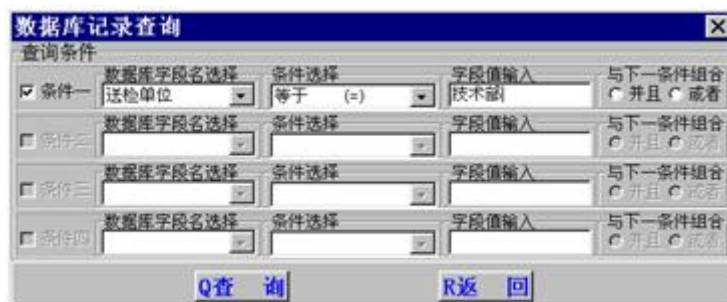 数据库记录查询
查询条件
数据库字段名选择 条件选择 字段值输入 与下一条件组合
条件一 送检单位 等于 (=) 技术部 并且 或者
数据库字段名选择 条件选择 字段值输入 与下一条件组合
条件二 并且 或者
数据库字段名选择 条件选择 字段值输入 与下一条件组合
条件三 并且 或者
数据库字段名选择 条件选择 字段值输入 与下一条件组合
条件四 并且 或者
Q查 询 R返 回